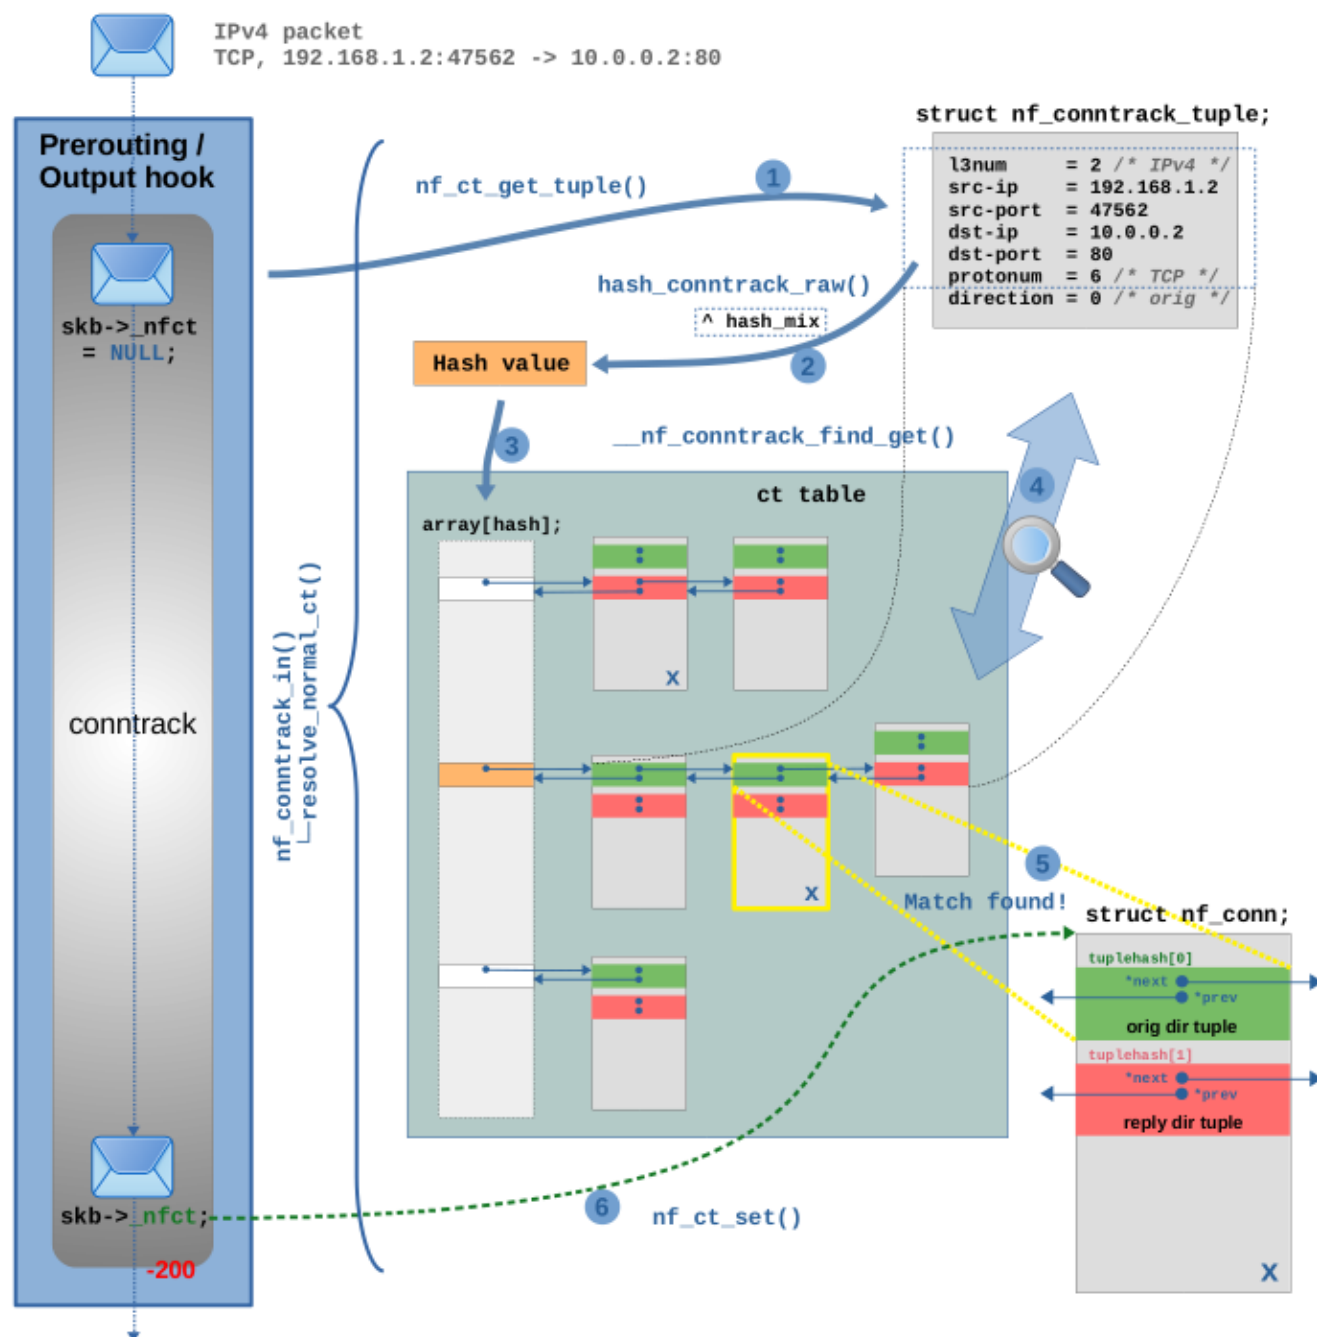 IPv4 packet
TCP, 192.168.1.2:47562 -> 10.0.0.2:80
Prerouting /
Output hook
skb->_nfct
= NULL;
conntrack
skb->_nfct;
-200
nf_conntrack_in()
resolve_normal_ct()
nf_ct_get_tuple()
1
struct nf_conntrack_tuple;
l3num = 2 /* IPv4 */
src-ip = 192.168.1.2
src-port = 47562
dst-ip = 10.0.0.2
dst-port = 80
protonum = 6 /* TCP */
direction = 0 /* orig */
hash_conntrack_raw()
^ hash_mix
2
Hash value
3
__nf_conntrack_find_get()
4
ct table
array[hash];
x
x
5
Match found!
struct nf_conn;
tuplehash[0]
*next
*prev
orig dir tuple
tuplehash[1]
*next
*prev
reply dir tuple
x
6
nf_ct_set()